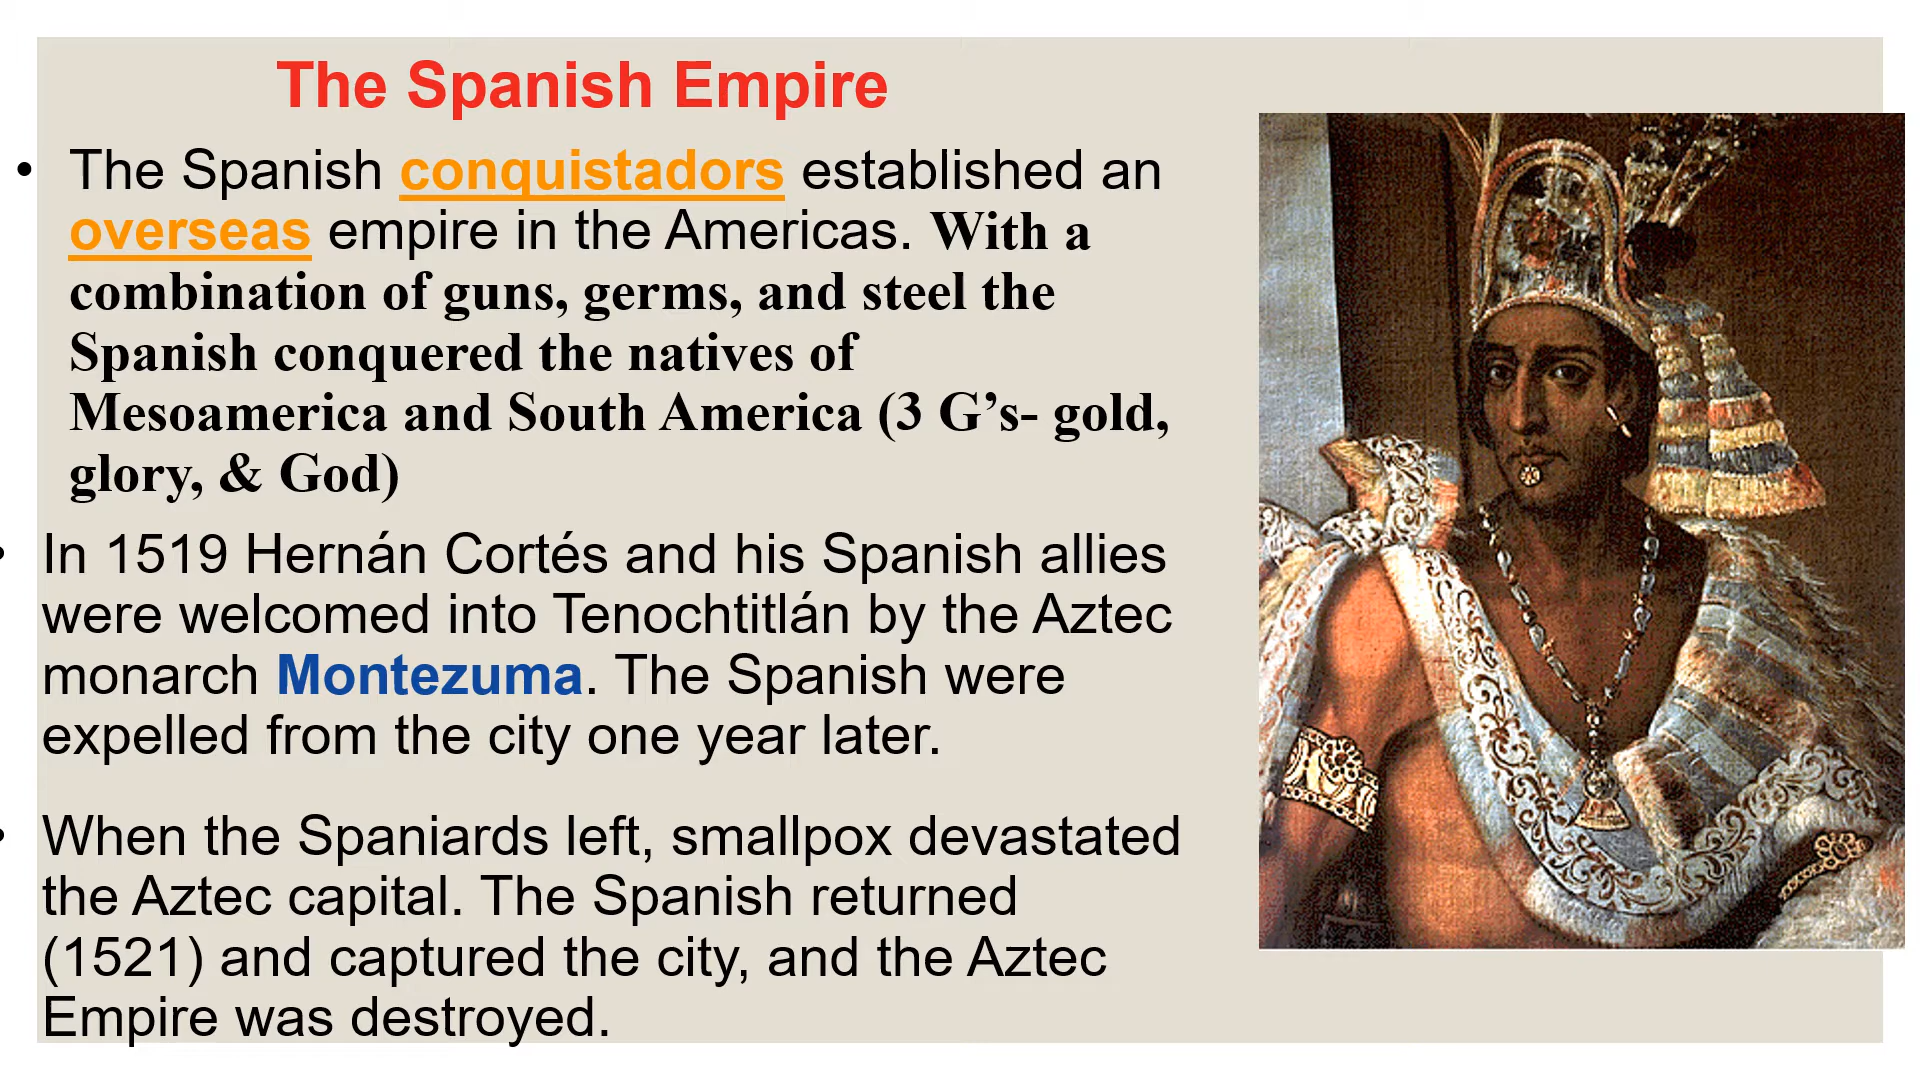 The Spanish Empire
• The Spanish conquistadors established an
overseas empire in the Americas. With a
combination of guns, germs, and steel the
Spanish conquered the natives of
Mesoamerica and South America (3 G’s- gold,
glory, & God)
• In 1519 Hernán Cortés and his Spanish allies
were welcomed into Tenochtitlán by the Aztec
monarch Montezuma. The Spanish were
expelled from the city one year later.
• When the Spaniards left, smallpox devastated
the Aztec capital. The Spanish returned
(1521) and captured the city, and the Aztec
Empire was destroyed.